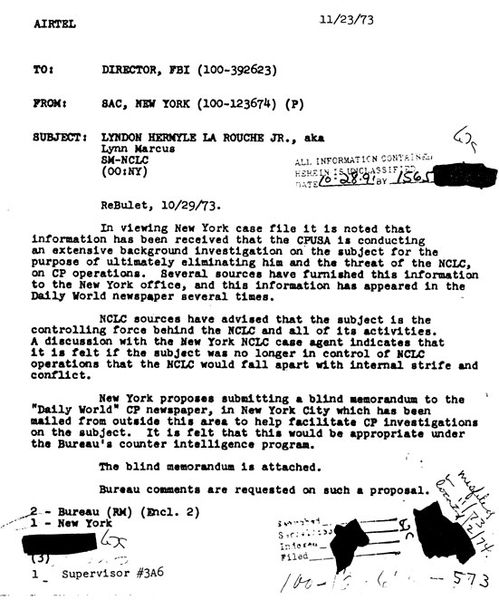 AIRTEL
11/23/73
TO: DIRECTOR, FBI (100-392623)
FROM: SAC, NEW YORK (100-123674) (P)
SUBJECT: LYNDON HERMYLE LA ROUCHE JR., aka
Lynn Marcus
SM-NCLC
(OO:NY)
ALL INFORMATION CONTAINED
HEREIN IS UNCLASSIFIED
DATE 10-28-91 BY 1565
ReBulet, 10/29/73.
In viewing New York case file it is noted that
information has been received that the CPUSA is conducting
an extensive background investigation on the subject for the
purpose of ultimately eliminating him and the threat of the NCLC,
on CP operations. Several sources have furnished this information
to the New York office, and this information has appeared in the
Daily World newspaper several times.
NCLC sources have advised that the subject is the
controlling force behind the NCLC and all of its activities.
A discussion with the New York NCLC case agent indicates that
it is felt if the subject was no longer in control of NCLC
operations that the NCLC would fall apart with internal strife and
conflict.
New York proposes submitting a blind memorandum to the
"Daily World" CP newspaper, in New York City which has been
mailed from outside this area to help facilitate CP investigations
on the subject. It is felt that this would be appropriate under
the Bureau's counter intelligence program.
The blind memorandum is attached.
Bureau comments are requested on such a proposal.
2 - Bureau (RM) (Encl. 2)
1 - New York
(3)
1 Supervisor #3A6
Searched
Serialized
Indexed
Filed
573